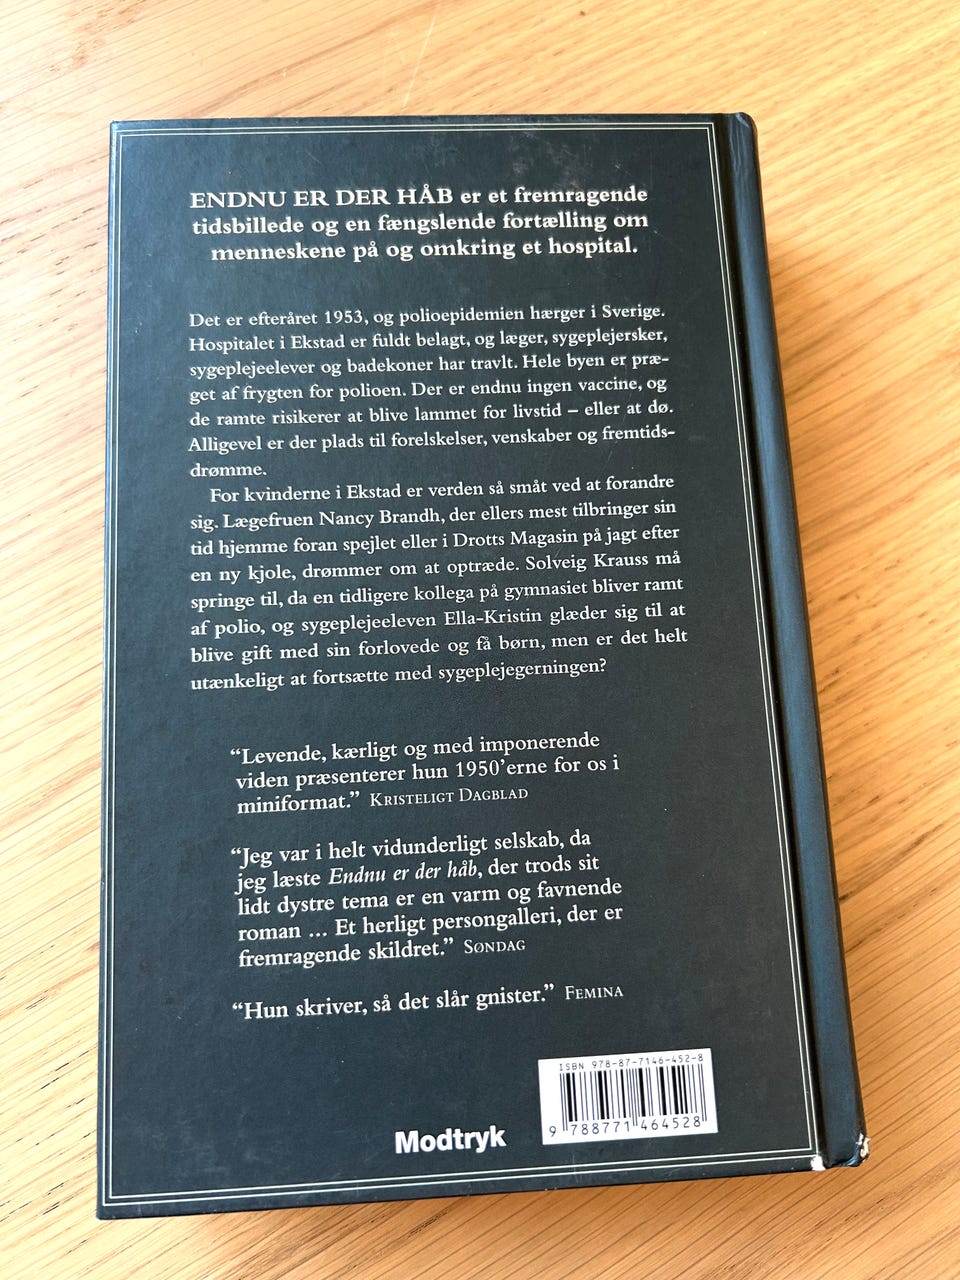 ENDNU ER DER HÅB er et fremragende
tidsbillede og en fængslende fortælling om
menneskene på og omkring et hospital.
Det er efteråret 1953, og polioepidemien hærger i Sverige.
Hospitalet i Ekstad er fuldt belagt, og læger, sygeplejersker,
sygeplejeelever og badekoner har travlt. Hele byen er præ-
get af frygten for polioen. Der er endnu ingen vaccine, og
de ramte risikerer at blive lammet for livstid – eller at dø.
Alligevel er der plads til forelskelser, venskaber og fremtids-
drømme.
For kvinderne i Ekstad er verden så småt ved at forandre
sig. Lægefruen Nancy Brandh, der ellers mest tilbringer sin
tid hjemme foran spejlet eller i Drotts Magasin på jagt efter
en ny kjole, drømmer om at optræde. Solveig Krauss må
springe til, da en tidligere kollega på gymnasiet bliver ramt
af polio, og sygeplejeeleven Ella-Kristin glæder sig til at
blive gift med sin forlovede og få børn, men er det helt
utænkeligt at fortsætte med sygeplejegerningen?
“Levende, kærligt og med imponerende
viden præsenterer hun 1950’erne for os i
miniformat.” KRISTELIGT DAGBLAD
“Jeg var i helt vidunderligt selskab, da
jeg læste Endnu er der håb, der trods sit
lidt dystre tema er en varm og favnende
roman ... Et herligt persongalleri, der er
fremragende skildret.” SØNDAG
“Hun skriver, så det slår gnister.” FEMINA
ISBN 978-87-7146-452-8
9 788771 464528
Modtryk